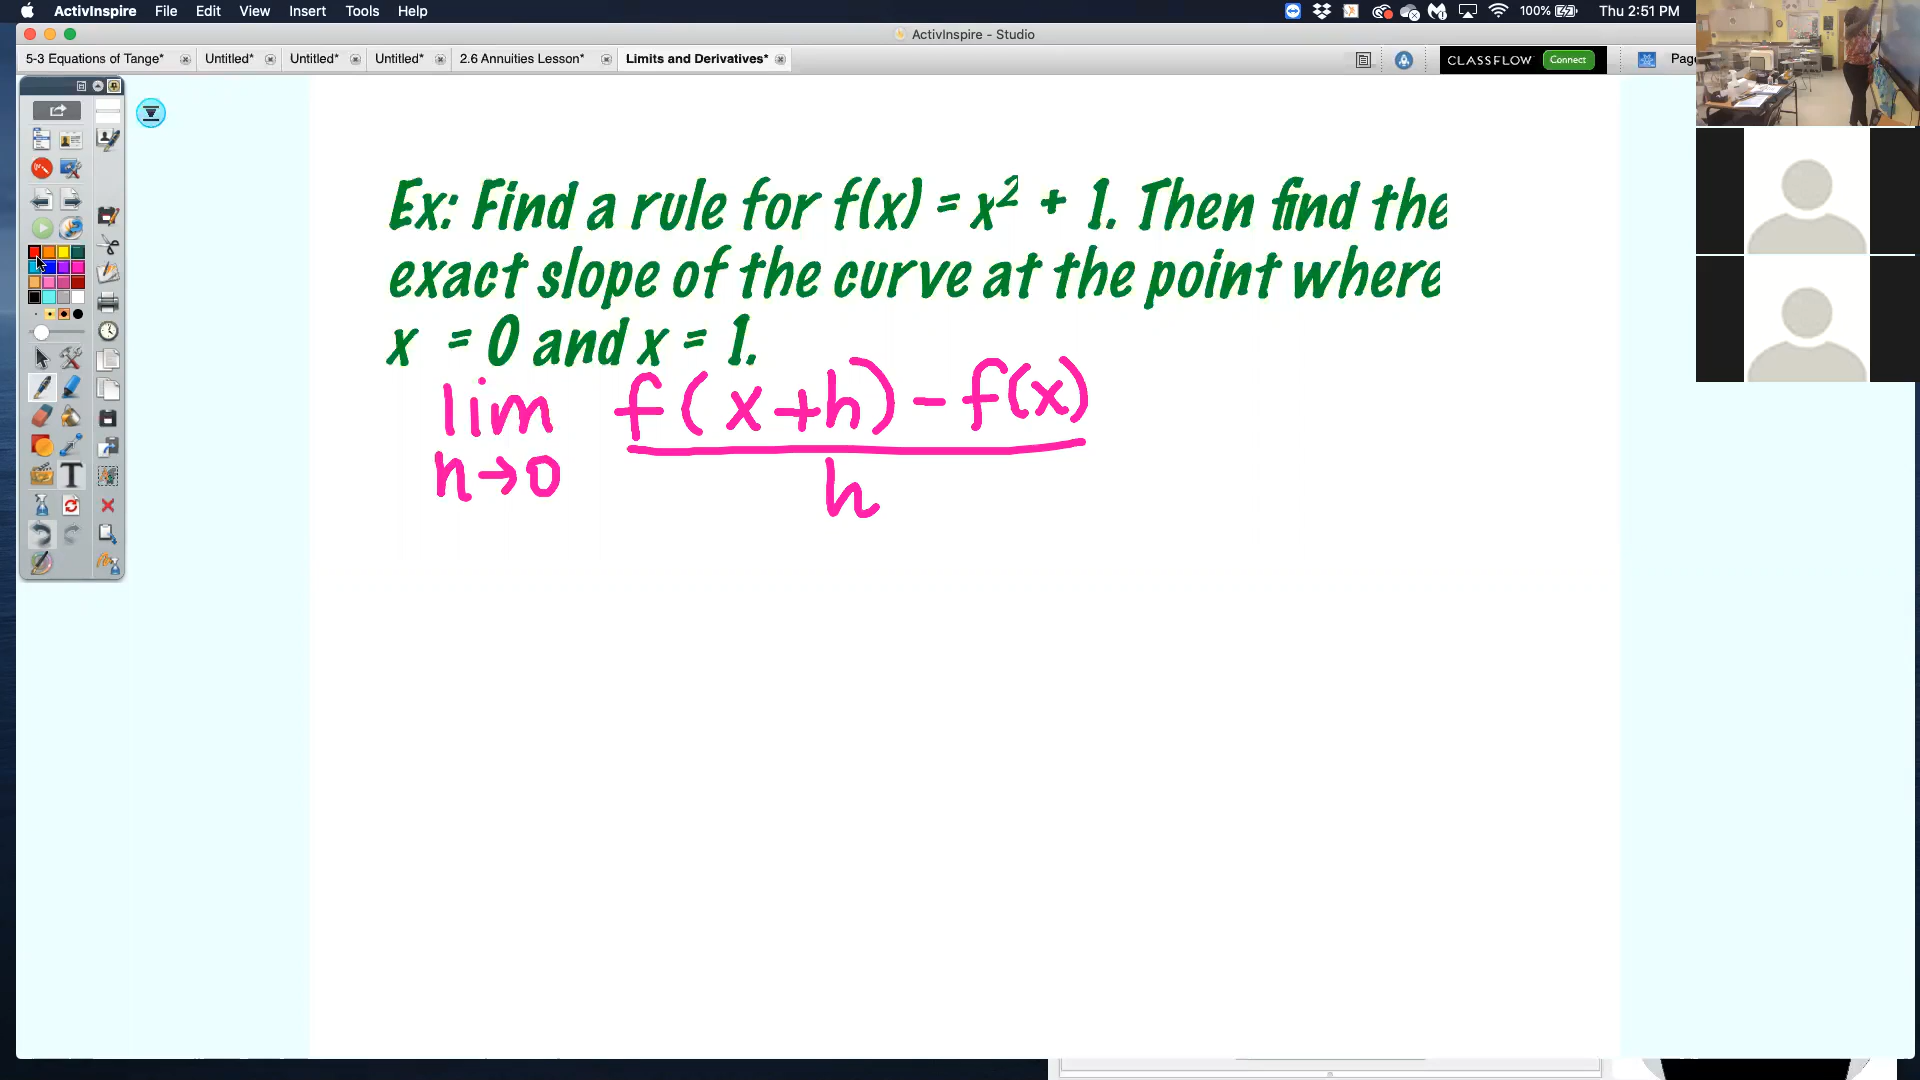 ActivInspire File Edit View Insert Tools Help
100% Thu 2:51 PM
ActivInspire - Studio
5-3 Equations of Tange* Untitled* Untitled* Untitled* 2.6 Annuities Lesson* Limits and Derivatives*
CLASSFLOW Connect
Page
Ex: Find a rule for f(x) = x² + 1. Then find the
exact slope of the curve at the point where
x = 0 and x = 1.
lim f(x+h) - f(x)
h→0 h
T